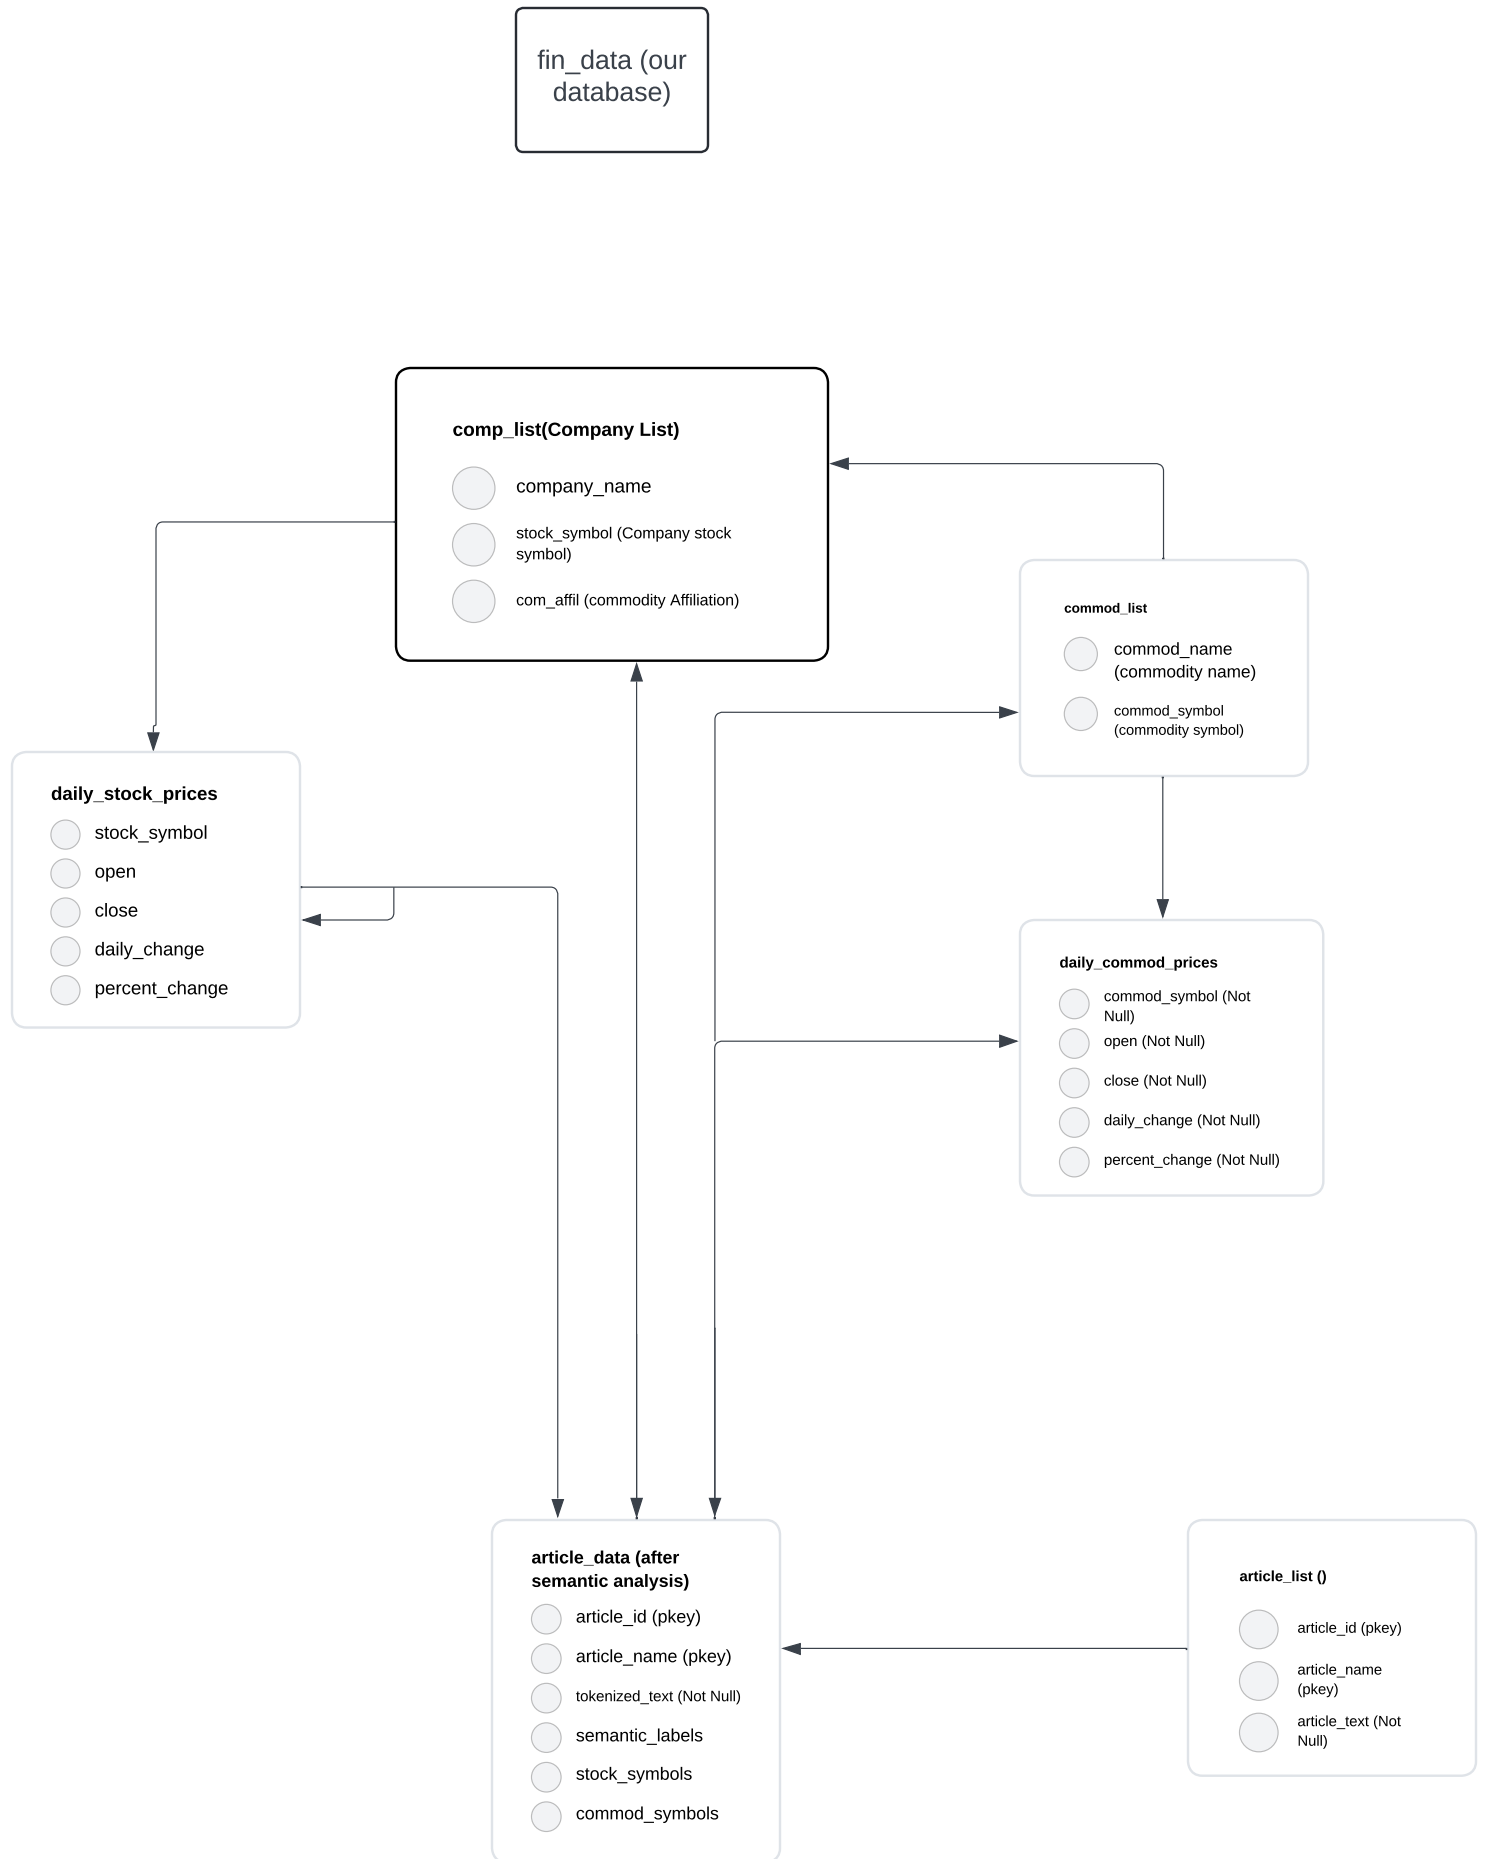 fin_data (our
database)
comp_list(Company List)
company_name
stock_symbol (Company stock
symbol)
com_affil (commodity Affiliation)
commod_list
commod_name
(commodity name)
commod_symbol
(commodity symbol)
daily_stock_prices
stock_symbol
open
close
daily_change
percent_change
daily_commod_prices
commod_symbol (Not
Null)
open (Not Null)
close (Not Null)
daily_change (Not Null)
percent_change (Not Null)
article_data (after
semantic analysis)
article_id (pkey)
article_name (pkey)
tokenized_text (Not Null)
semantic_labels
stock_symbols
commod_symbols
article_list ()
article_id (pkey)
article_name
(pkey)
article_text (Not
Null)